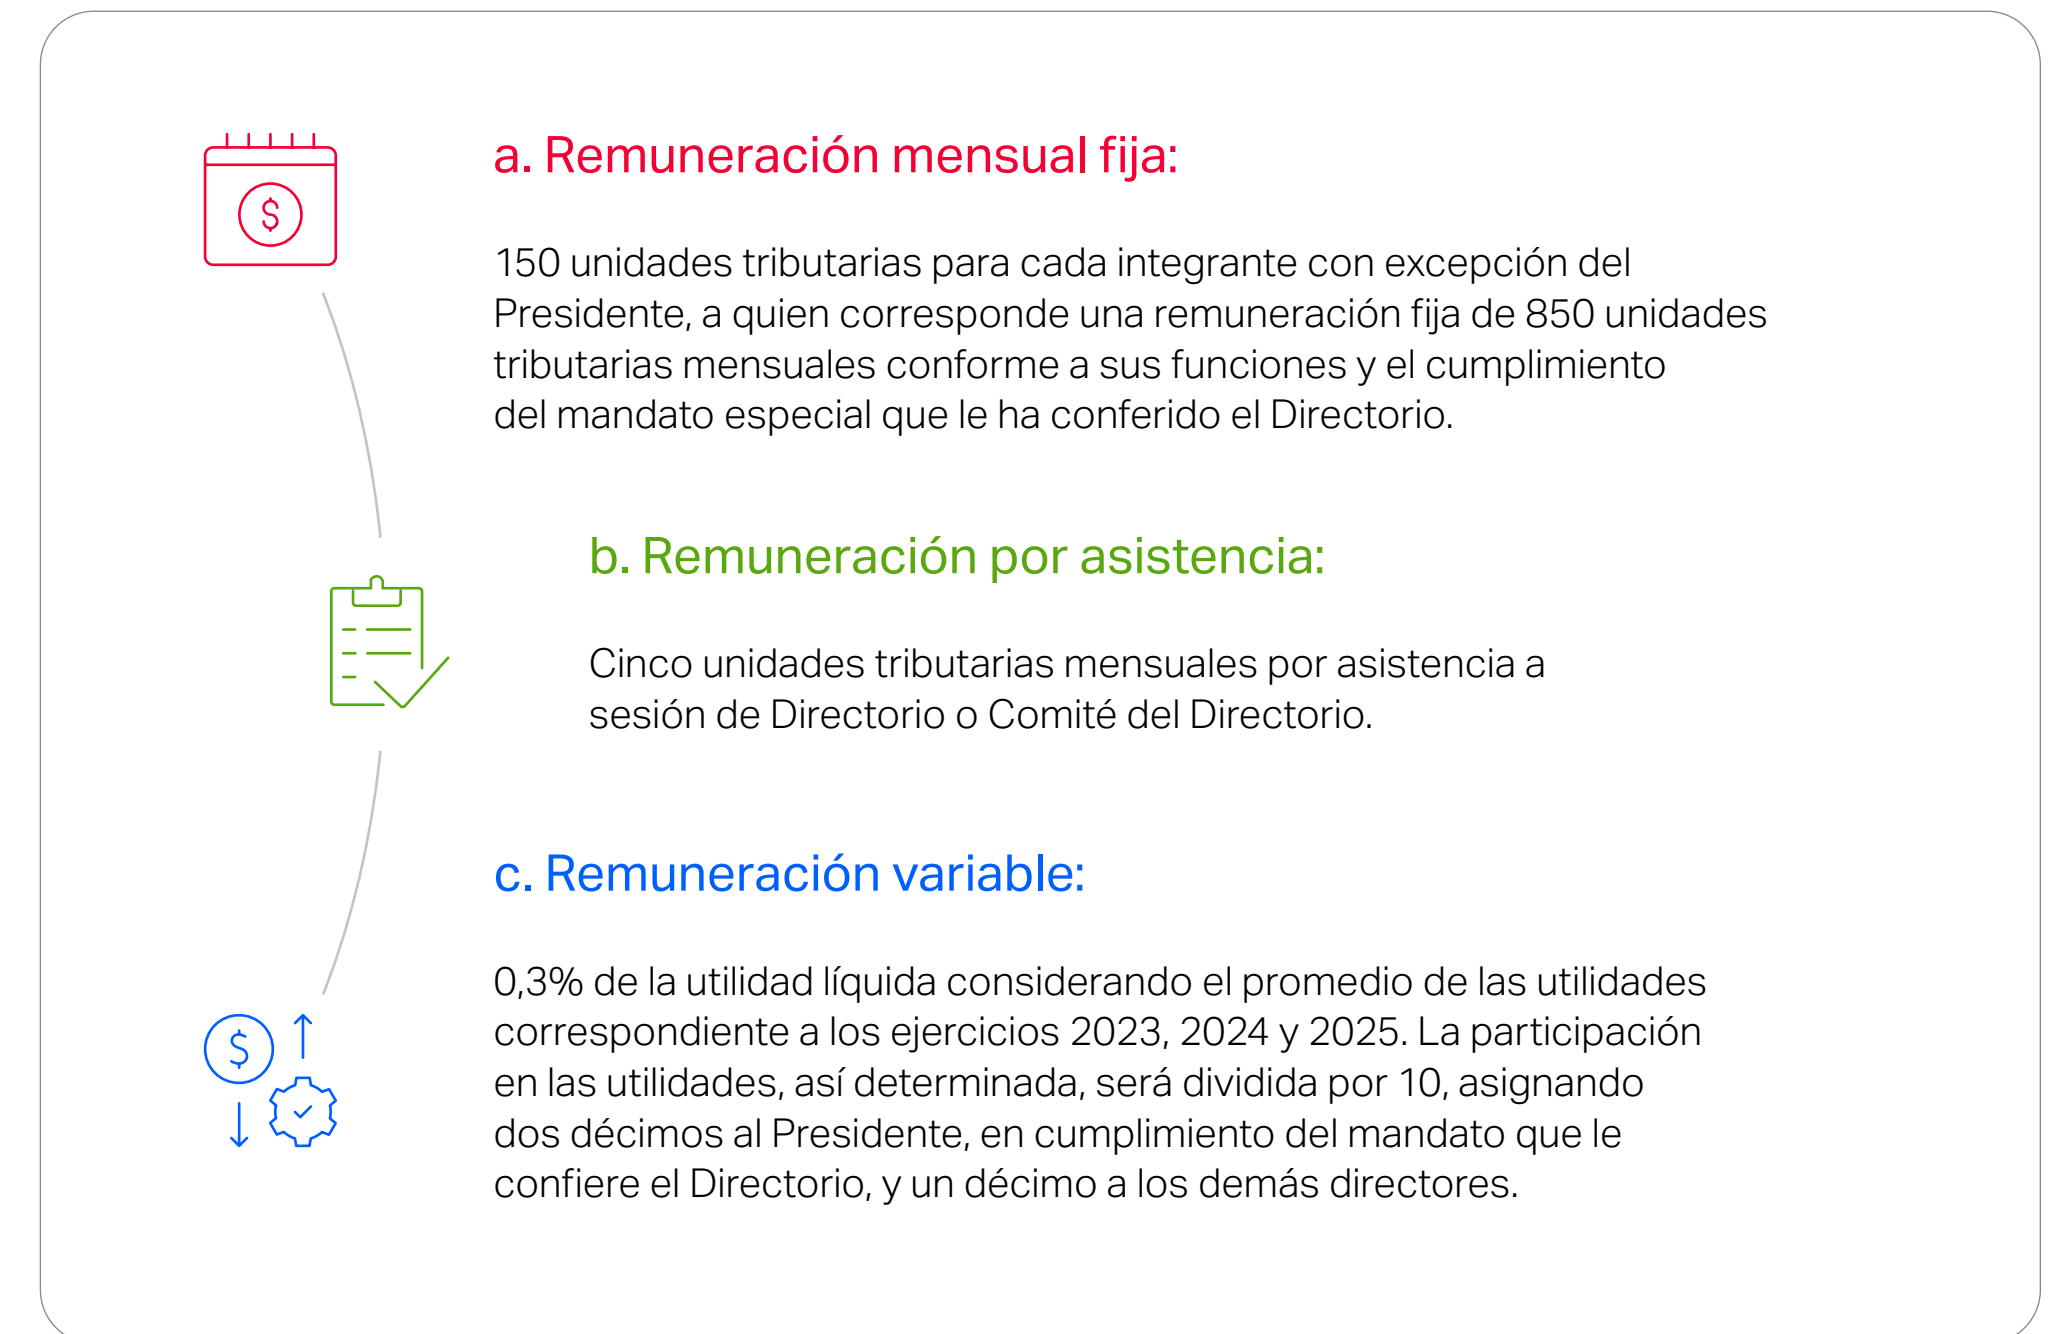 a. Remuneración mensual fija:
150 unidades tributarias para cada integrante con excepción del
Presidente, a quien corresponde una remuneración fija de 850 unidades
tributarias mensuales conforme a sus funciones y el cumplimiento
del mandato especial que le ha conferido el Directorio.
b. Remuneración por asistencia:
Cinco unidades tributarias mensuales por asistencia a
sesión de Directorio o Comité del Directorio.
c. Remuneración variable:
0,3% de la utilidad líquida considerando el promedio de las utilidades
correspondiente a los ejercicios 2023, 2024 y 2025. La participación
en las utilidades, así determinada, será dividida por 10, asignando
dos décimos al Presidente, en cumplimiento del mandato que le
confiere el Directorio, y un décimo a los demás directores.